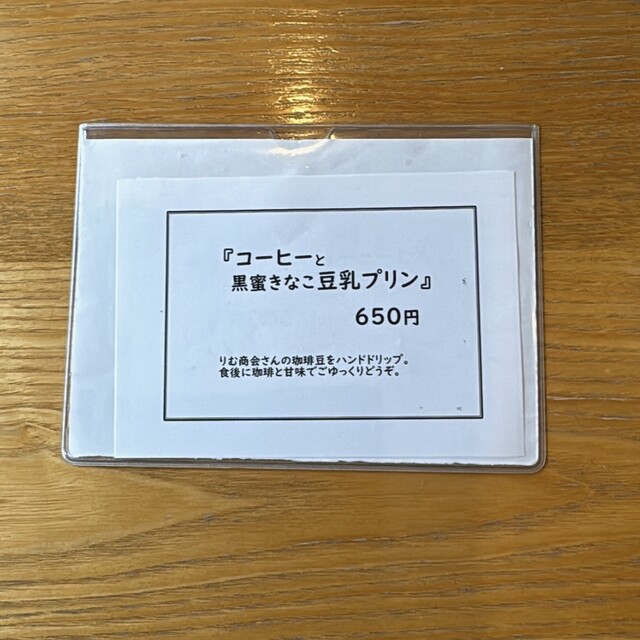 『コーヒーと
黒蜜きなこ豆乳プリン』
650円
りむ商会さんの珈琲豆をハンドドリップ。
食後に珈琲と甘味でごゆっくりどうぞ。